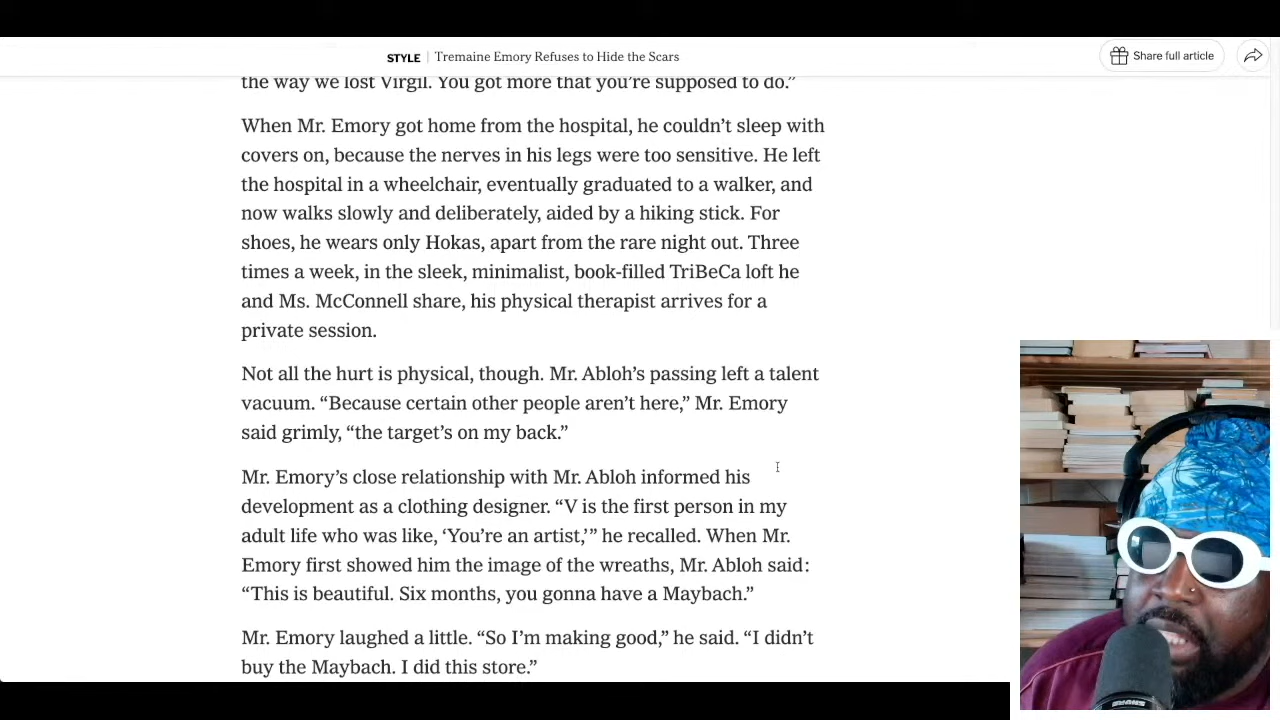 STYLE | Tremaine Emory Refuses to Hide the Scars
Share full article
the way we lost Virgil. You got more that you’re supposed to do.”
When Mr. Emory got home from the hospital, he couldn’t sleep with
covers on, because the nerves in his legs were too sensitive. He left
the hospital in a wheelchair, eventually graduated to a walker, and
now walks slowly and deliberately, aided by a hiking stick. For
shoes, he wears only Hokas, apart from the rare night out. Three
times a week, in the sleek, minimalist, book-filled TriBeCa loft he
and Ms. McConnell share, his physical therapist arrives for a
private session.
Not all the hurt is physical, though. Mr. Abloh’s passing left a talent
vacuum. “Because certain other people aren’t here,” Mr. Emory
said grimly, “the target’s on my back.”
Mr. Emory’s close relationship with Mr. Abloh informed his
development as a clothing designer. “V is the first person in my
adult life who was like, ‘You’re an artist,’” he recalled. When Mr.
Emory first showed him the image of the wreaths, Mr. Abloh said:
“This is beautiful. Six months, you gonna have a Maybach.”
Mr. Emory laughed a little. “So I’m making good,” he said. “I didn’t
buy the Maybach. I did this store.”
SHURE